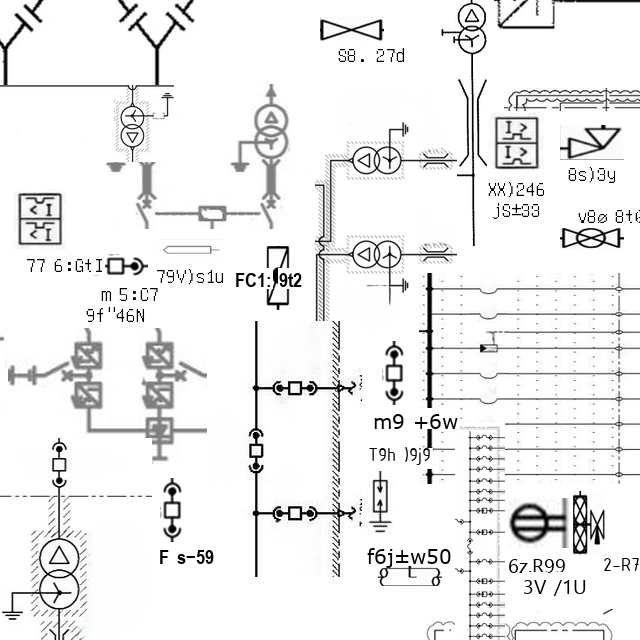 S8. 27d
8s)3y
XX)246
jS±33
v8ø 8t6
77 6:GtI
79V)s1u
FC1: 9t2
m 5:C7
9f"46N
m9 +6w
T9h )9j9
F s-59
f6j±w50
L
6z.R99
3V /1U
2-R7